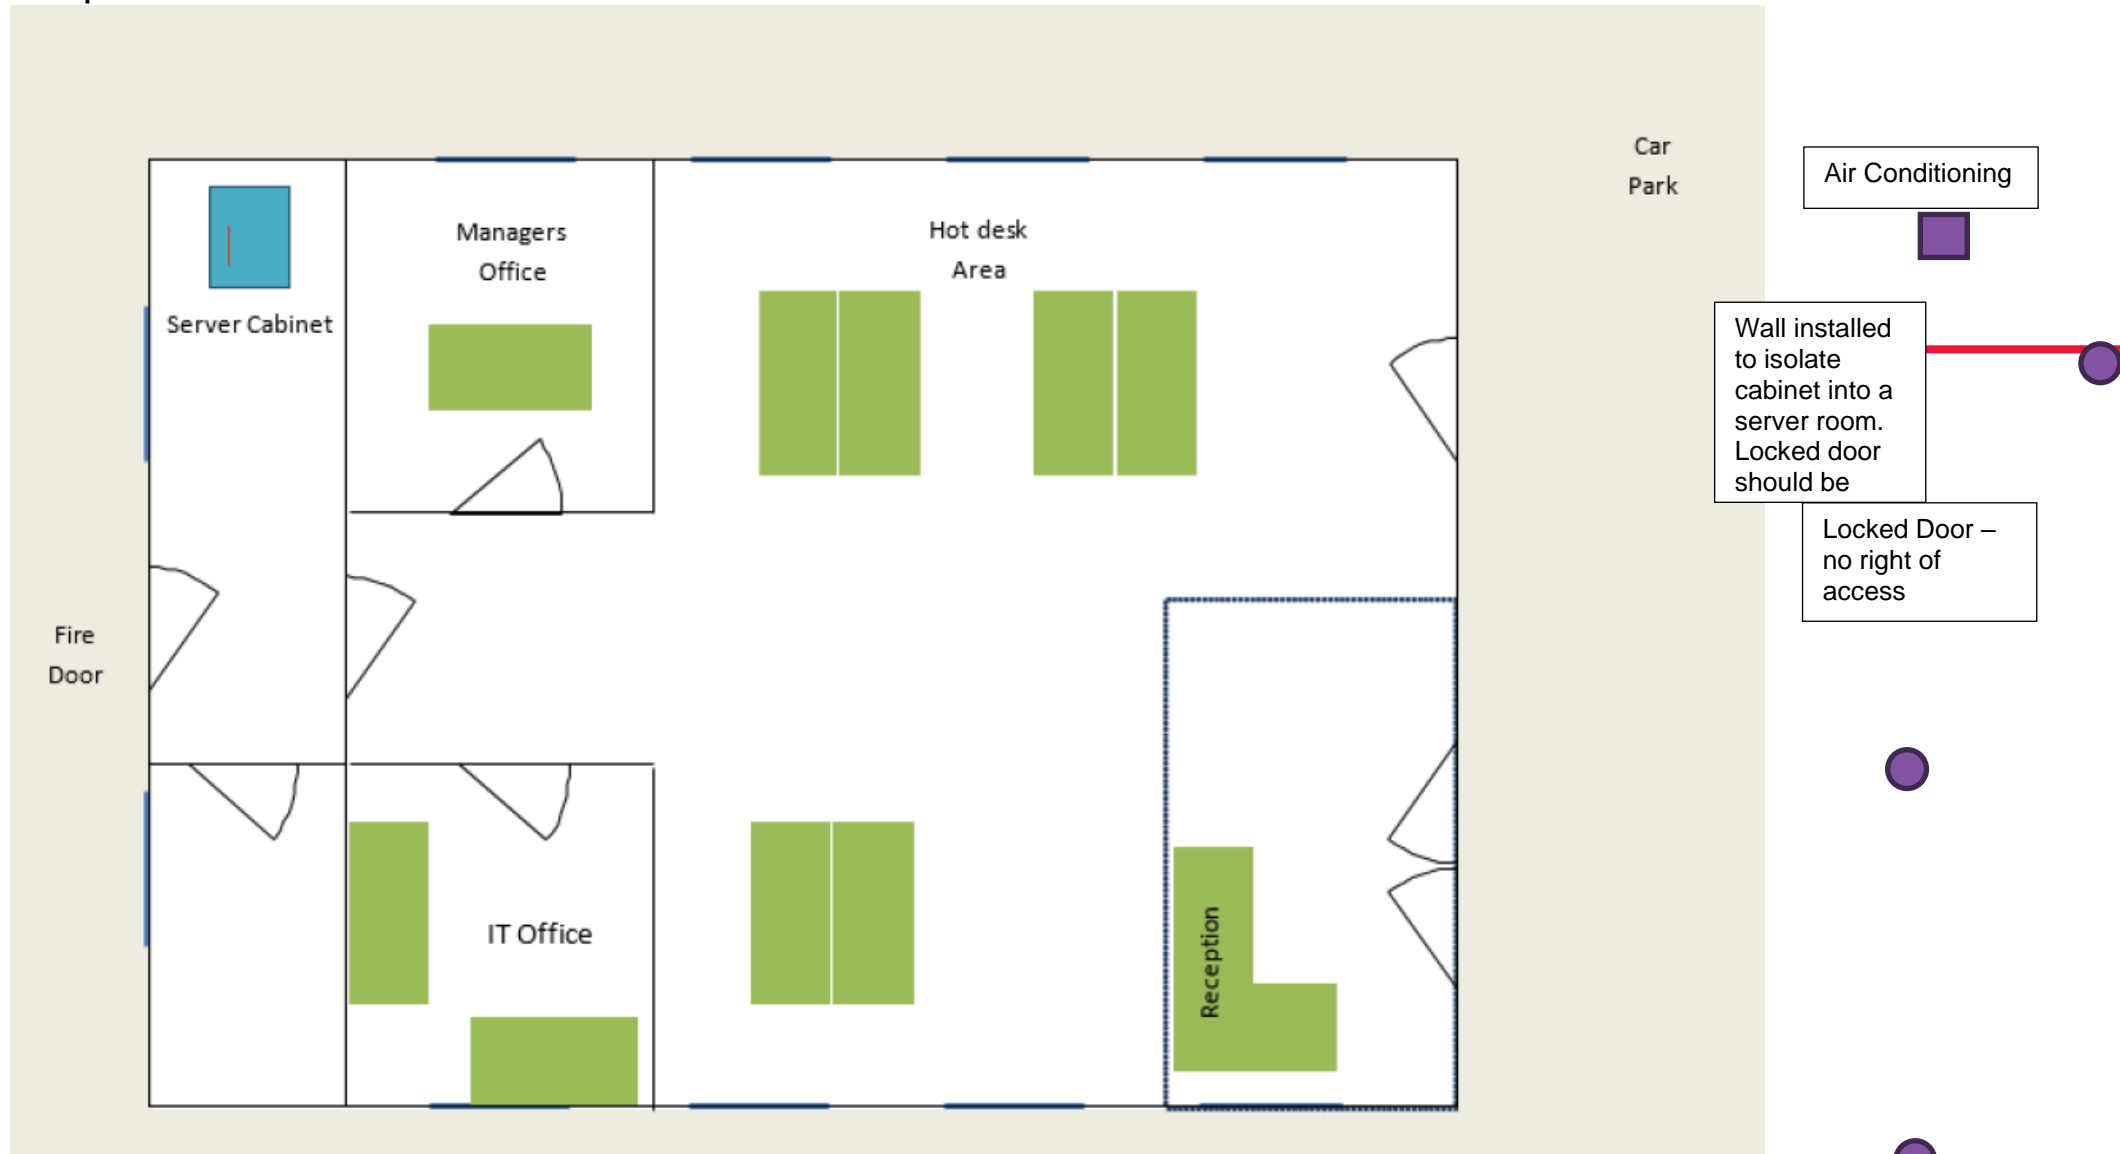 Car
Park
Air Conditioning
Managers
Office
Hot desk
Area
Server Cabinet
Wall installed
to isolate
cabinet into a
server room.
Locked door
should be
Locked Door –
no right of
access
Fire
Door
IT Office
Reception